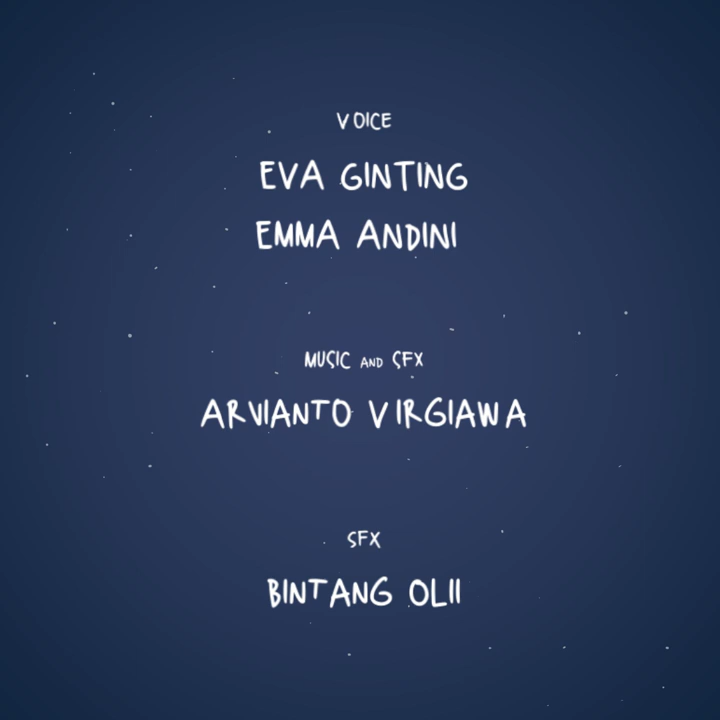 VOICE
EVA GINTING
EMMA ANDINI
MUSIC AND SFX
ARVIANTO VIRGIAWA
SFX
BINTANG OLII